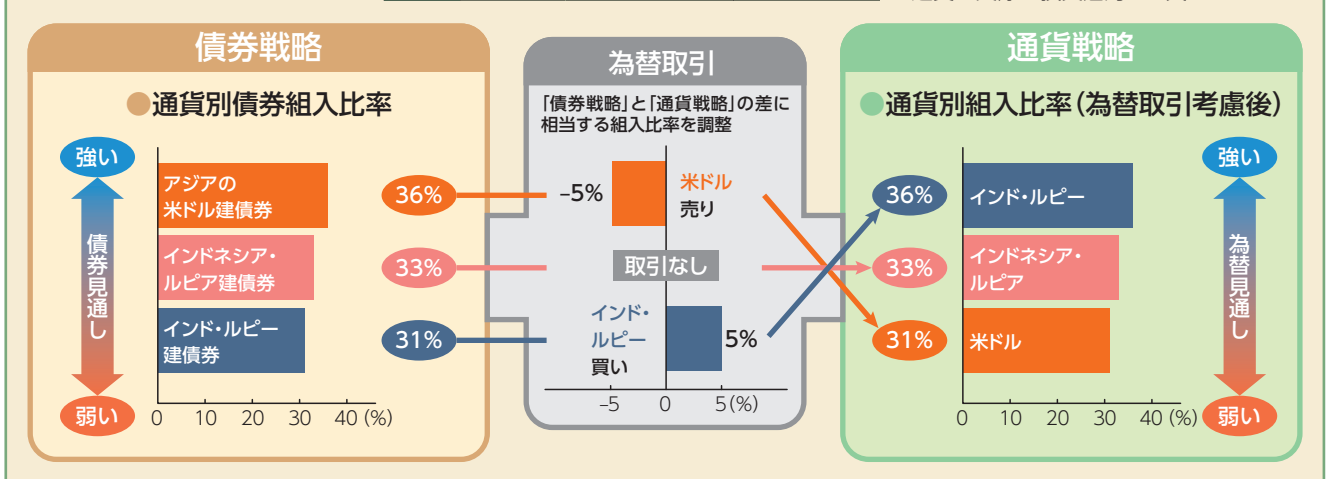 債券戦略
●通貨別債券組入比率
強い
債券見通し
弱い
アジアの
米ドル建債券
インドネシア・
ルピア建債券
インド・ルピー
建債券
36%
33%
31%
0 10 20 30 40 (%)
為替取引
「債券戦略」と「通貨戦略」の差に
相当する組入比率を調整
–5%
米ドル
売り
取引なし
インド・
ルピー
買い
5%
–5 0 5(%)
通貨戦略
●通貨別組入比率(為替取引考慮後)
36%
33%
31%
インド・ルピー
インドネシア・
ルピア
米ドル
0 10 20 30 40 (%)
強い
為替見通し
弱い